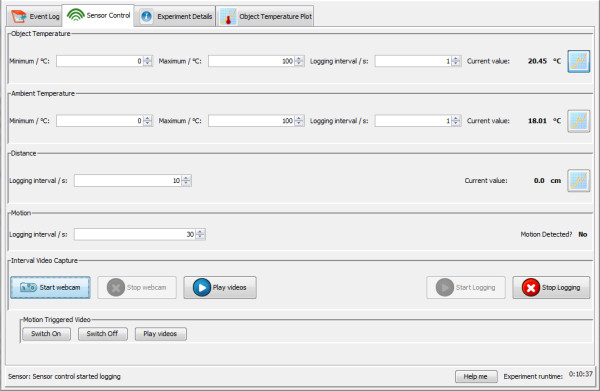 Event Log Sensor Control Experiment Details Object Temperature Plot
Object Temperature
Minimum / °C: 0 Maximum / °C: 100 Logging interval / s: 1 Current value: 20.45 °C
Ambient Temperature
Minimum / °C: 0 Maximum / °C: 100 Logging interval / s: 1 Current value: 18.01 °C
Distance
Logging interval / s: 10 Current value: 0.0 cm
Motion
Logging interval / s: 30 Motion Detected? No
Interval Video Capture
Start webcam Stop webcam Play videos Start Logging Stop Logging
Motion Triggered Video
Switch On Switch Off Play videos
Sensor: Sensor control started logging Help me Experiment runtime: 0:10:37